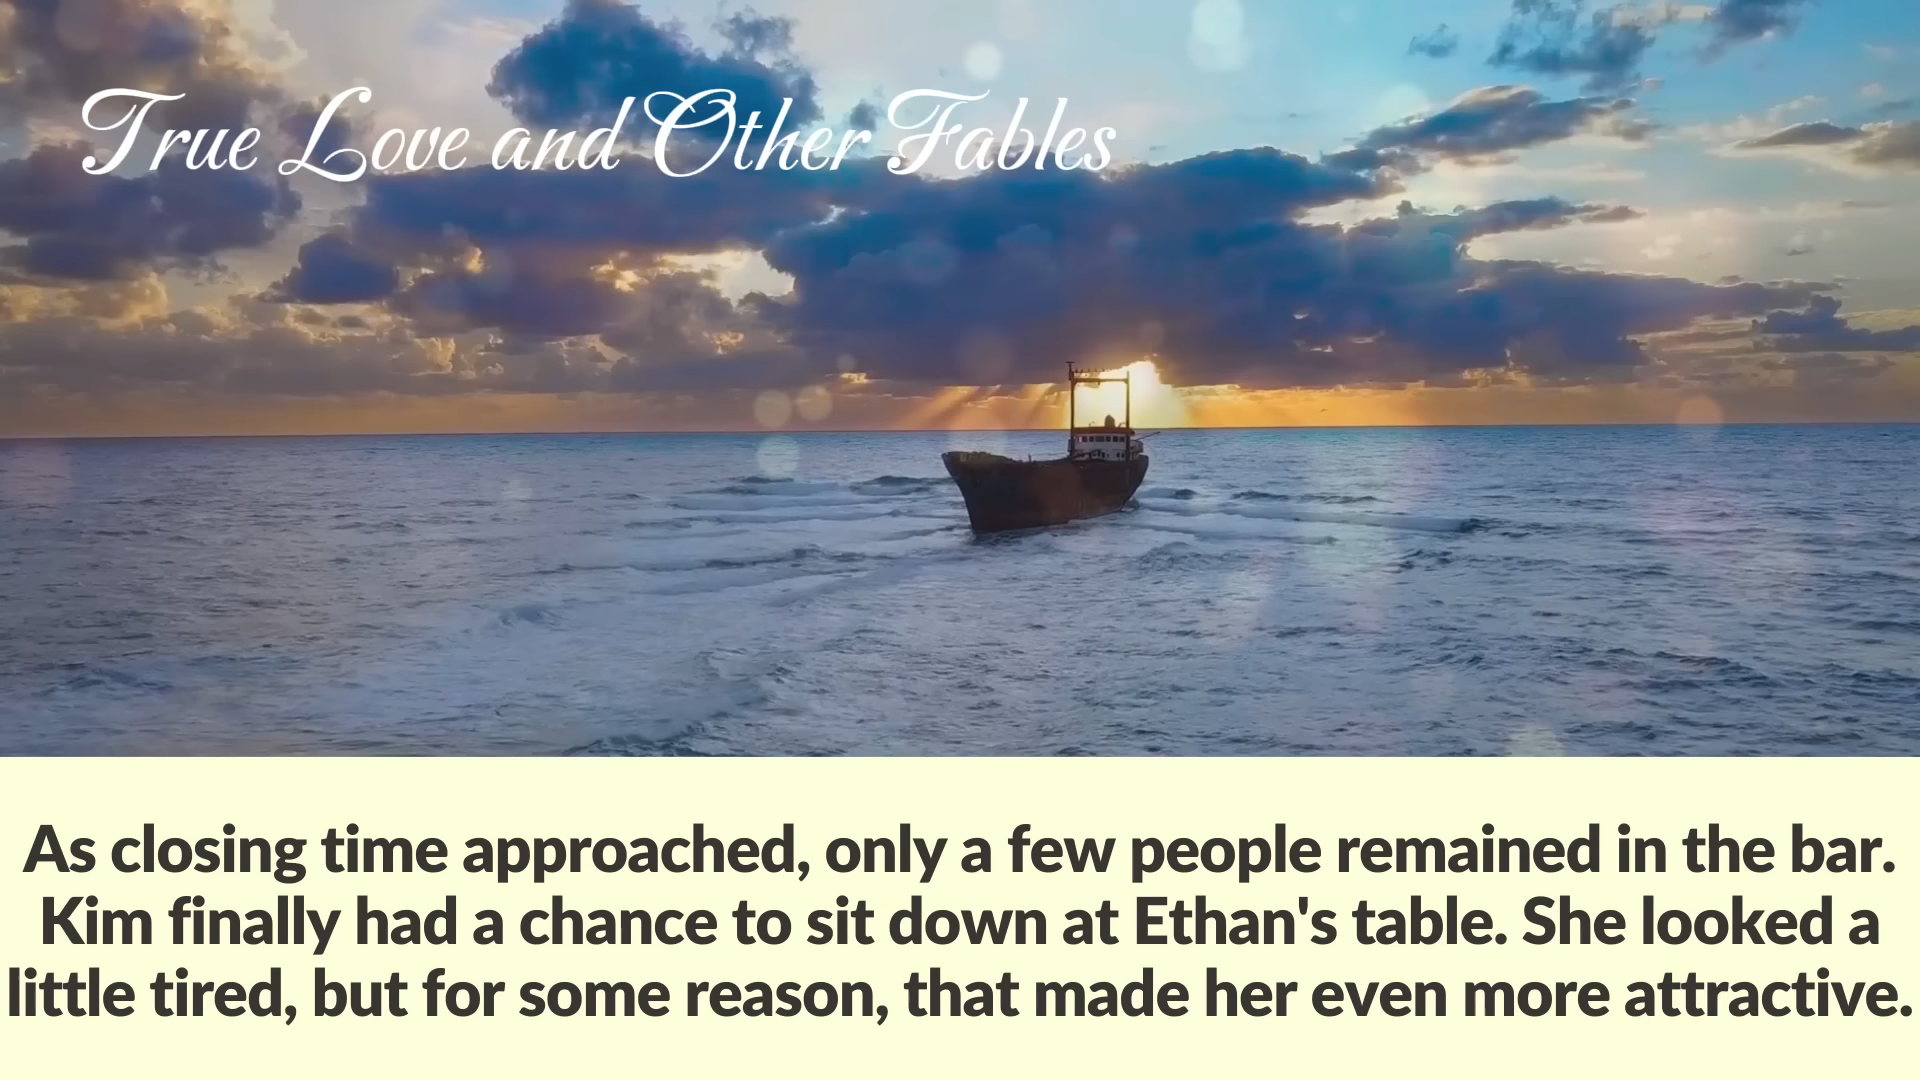 True Love and Other Fables
As closing time approached, only a few people remained in the bar.
Kim finally had a chance to sit down at Ethan's table. She looked a
little tired, but for some reason, that made her even more attractive.